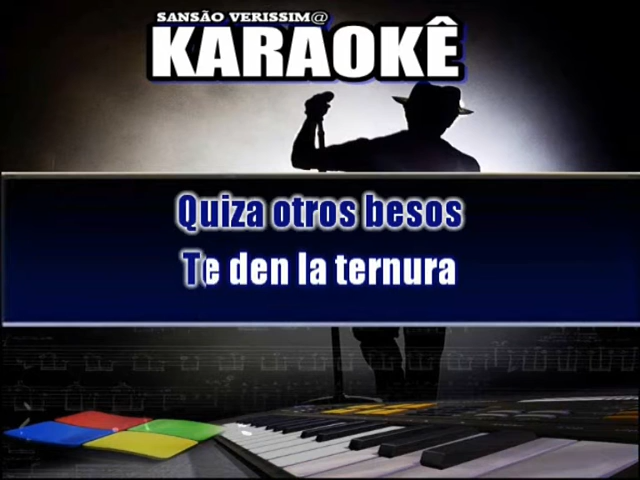 SANSÃO VERISSIM@
KARAOKÊ
Quiza otros besos
Te den la ternura